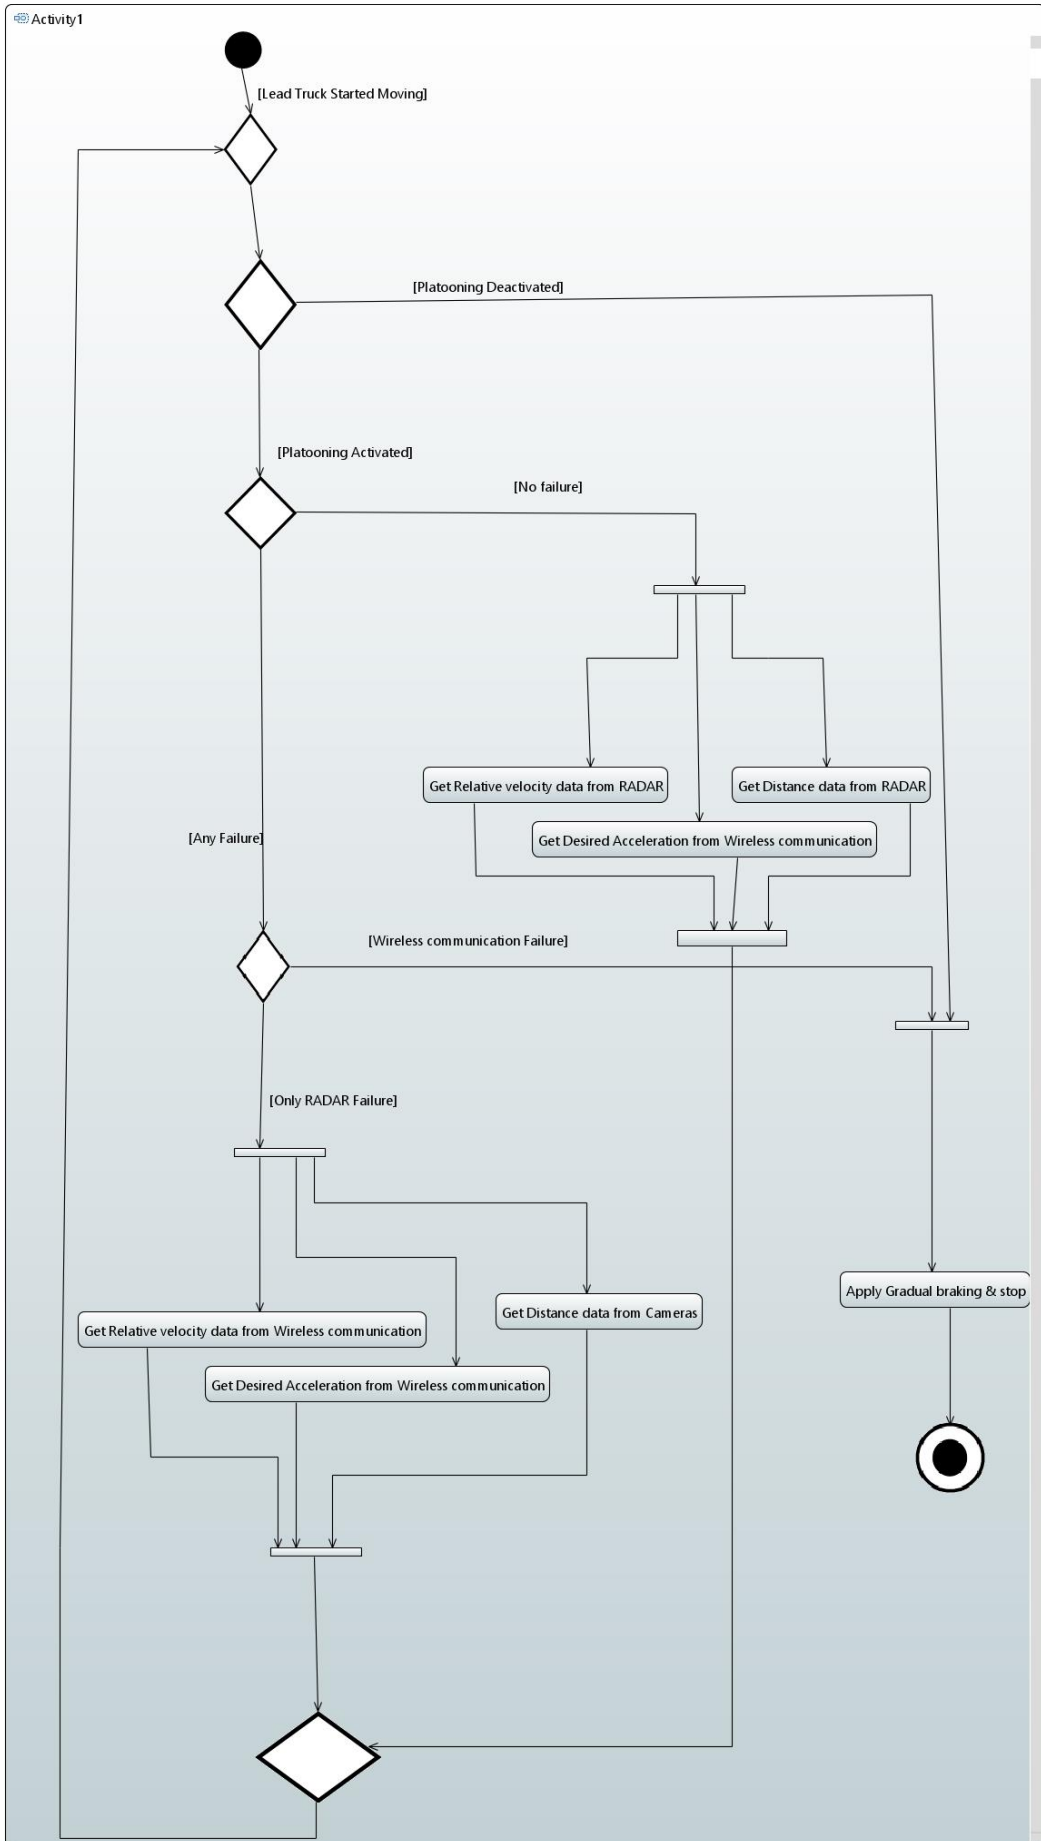 Activity1
[Lead Truck Started Moving]
[Platooning Deactivated]
[Platooning Activated]
[No failure]
Get Relative velocity data from RADAR
Get Distance data from RADAR
[Any Failure]
Get Desired Acceleration from Wireless communication
[Wireless communication Failure]
[Only RADAR Failure]
Apply Gradual braking & stop
Get Distance data from Cameras
Get Relative velocity data from Wireless communication
Get Desired Acceleration from Wireless communication